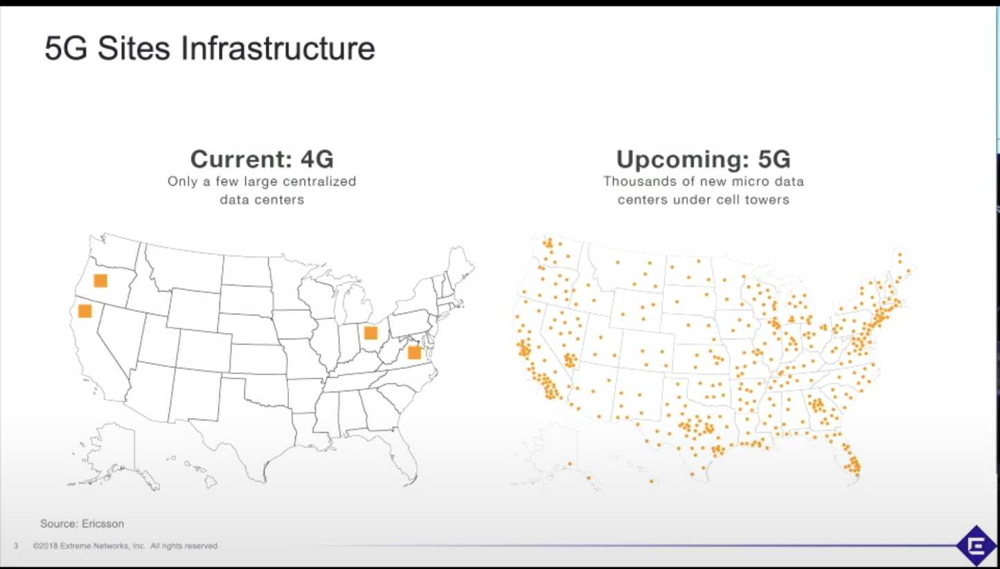 5G Sites Infrastructure
Current: 4G
Only a few large centralized
data centers
Upcoming: 5G
Thousands of new micro data
centers under cell towers
Source: Ericsson
3 ©2018 Extreme Networks, Inc. All rights reserved
E